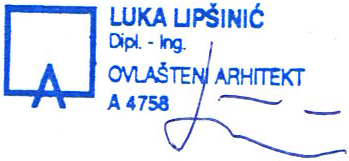 LUKA LIPŠINIĆ
Dipl. - Ing.
OVLAŠTENI ARHITEKT
A 4758